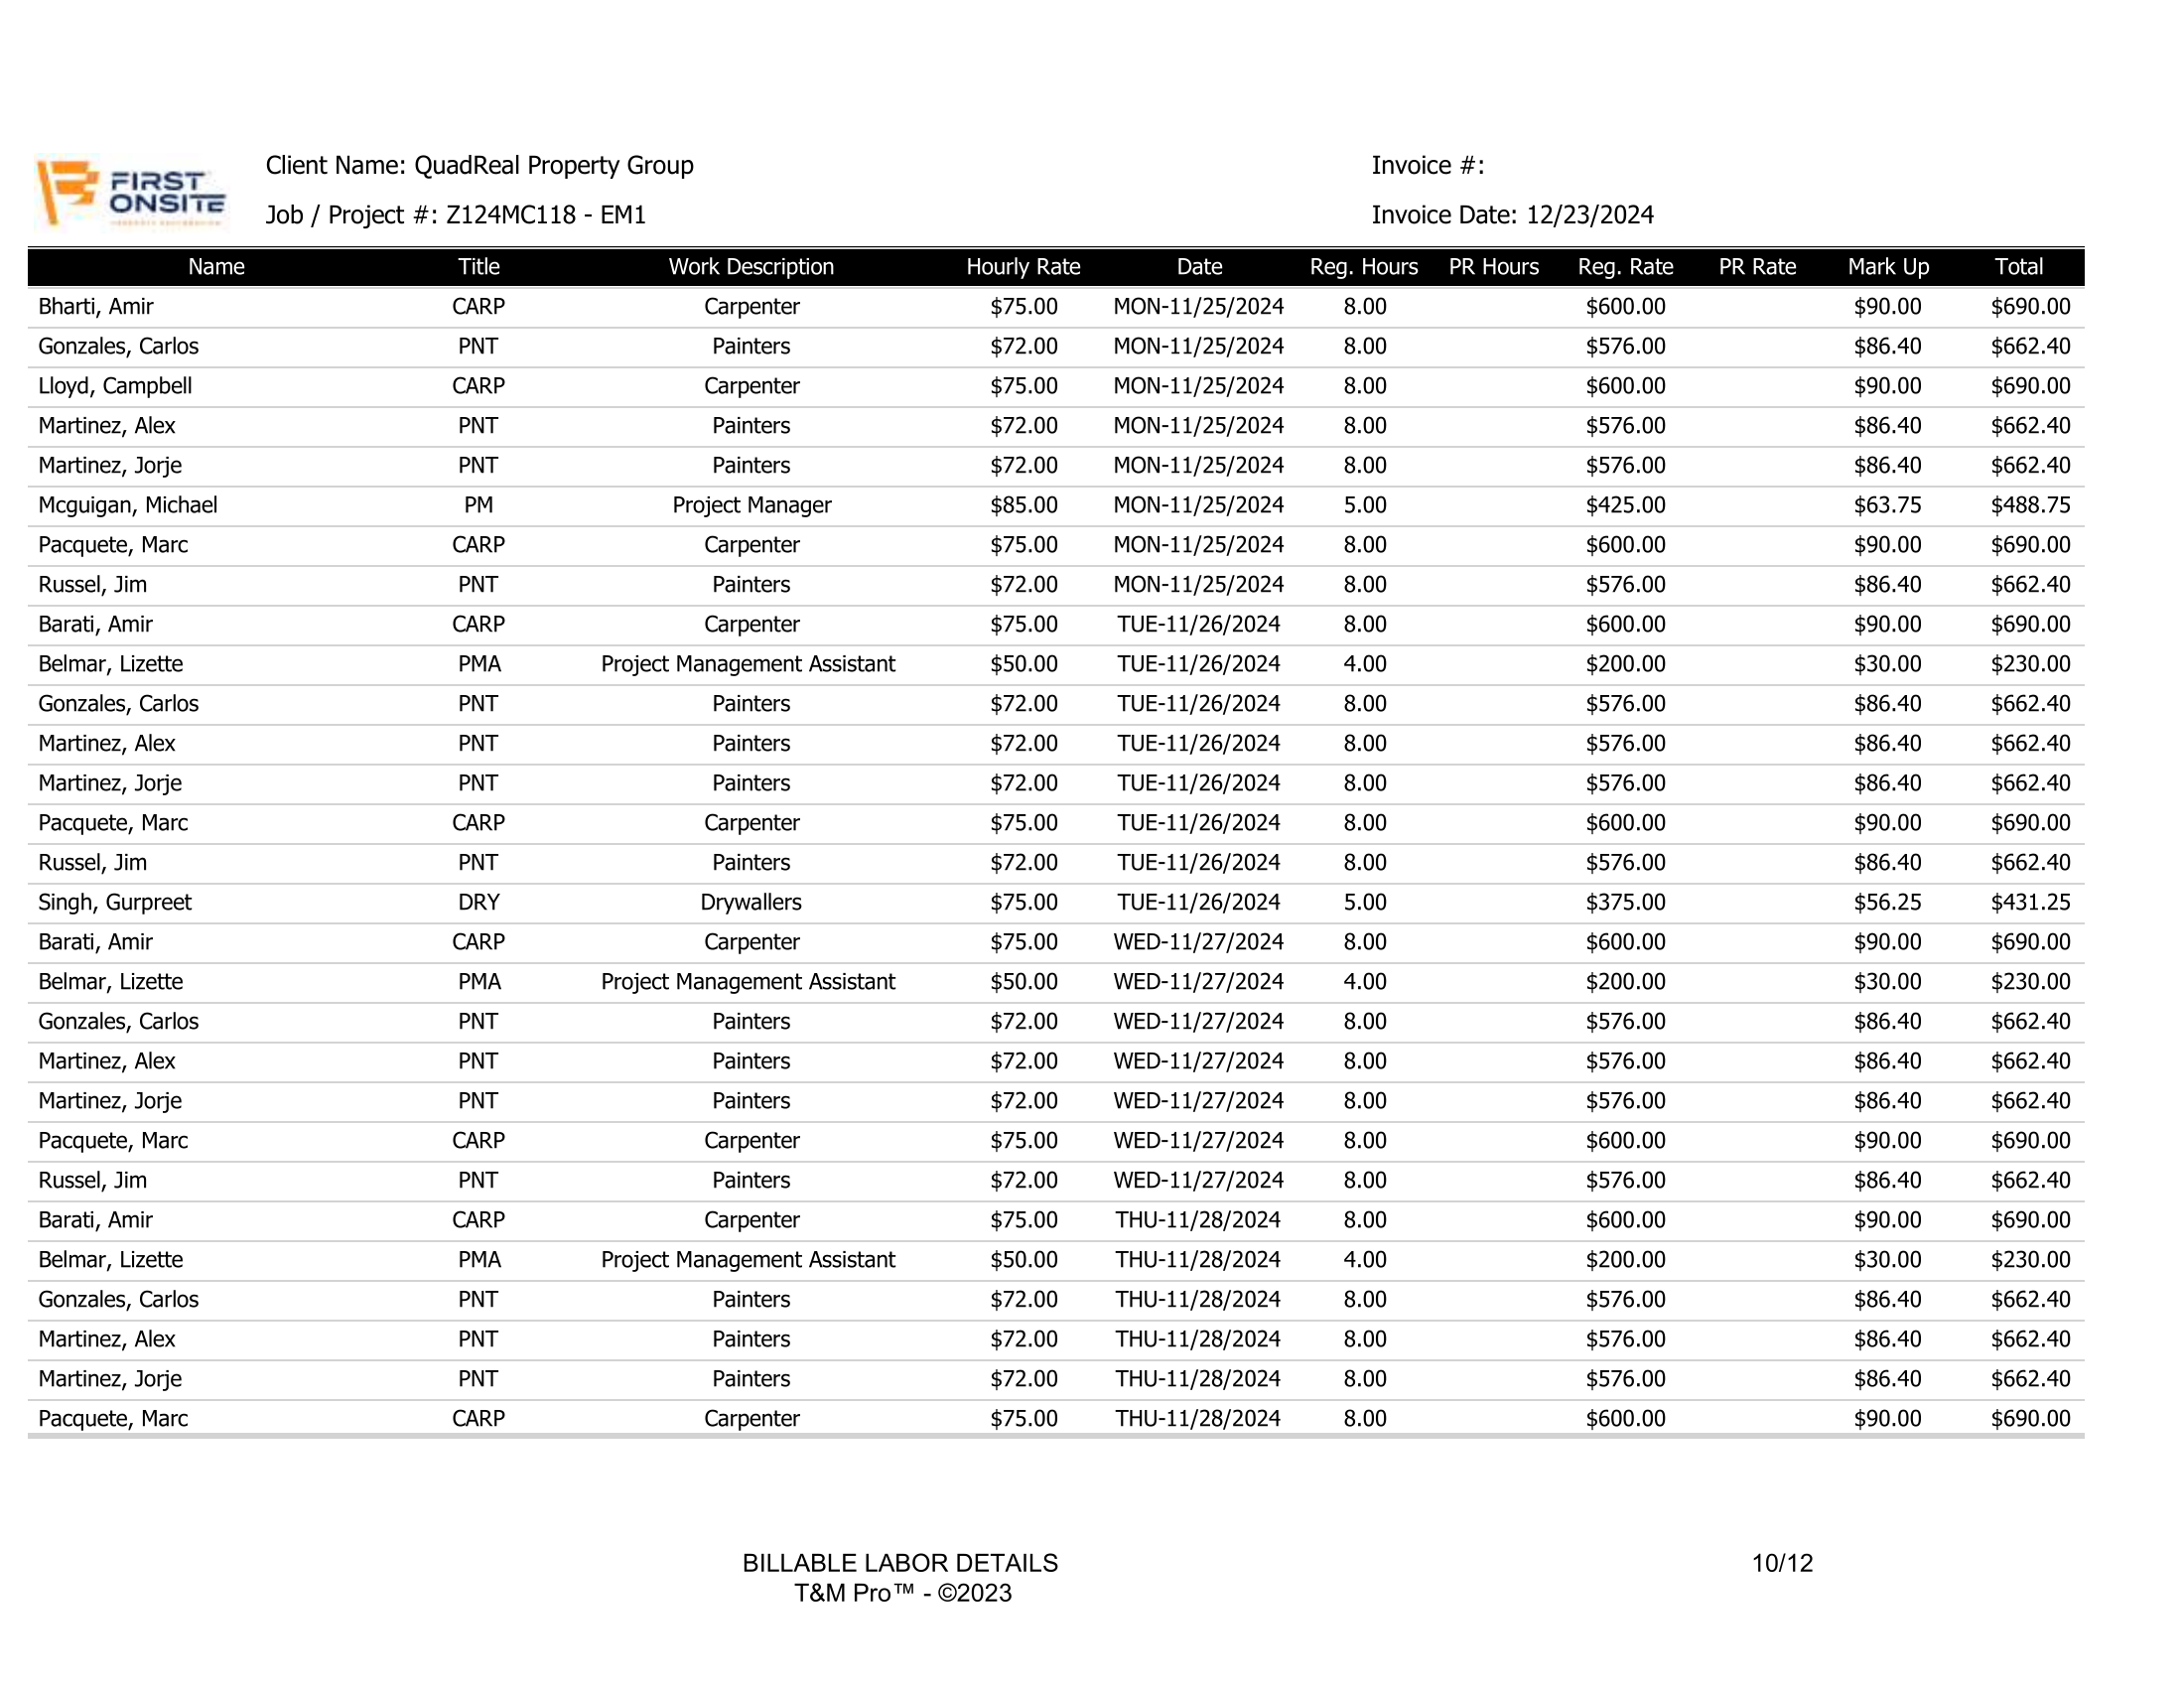 FIRST
ONSITE
Client Name: QuadReal Property Group
Invoice #:
Job / Project #: Z124MC118 - EM1
Invoice Date: 12/23/2024
Name Title Work Description Hourly Rate Date Reg. Hours PR Hours Reg. Rate PR Rate Mark Up Total
Bharti, Amir CARP Carpenter $75.00 MON-11/25/2024 8.00 $600.00 $90.00 $690.00
Gonzales, Carlos PNT Painters $72.00 MON-11/25/2024 8.00 $576.00 $86.40 $662.40
Lloyd, Campbell CARP Carpenter $75.00 MON-11/25/2024 8.00 $600.00 $90.00 $690.00
Martinez, Alex PNT Painters $72.00 MON-11/25/2024 8.00 $576.00 $86.40 $662.40
Martinez, Jorje PNT Painters $72.00 MON-11/25/2024 8.00 $576.00 $86.40 $662.40
Mcguigan, Michael PM Project Manager $85.00 MON-11/25/2024 5.00 $425.00 $63.75 $488.75
Pacquete, Marc CARP Carpenter $75.00 MON-11/25/2024 8.00 $600.00 $90.00 $690.00
Russel, Jim PNT Painters $72.00 MON-11/25/2024 8.00 $576.00 $86.40 $662.40
Barati, Amir CARP Carpenter $75.00 TUE-11/26/2024 8.00 $600.00 $90.00 $690.00
Belmar, Lizette PMA Project Management Assistant $50.00 TUE-11/26/2024 4.00 $200.00 $30.00 $230.00
Gonzales, Carlos PNT Painters $72.00 TUE-11/26/2024 8.00 $576.00 $86.40 $662.40
Martinez, Alex PNT Painters $72.00 TUE-11/26/2024 8.00 $576.00 $86.40 $662.40
Martinez, Jorje PNT Painters $72.00 TUE-11/26/2024 8.00 $576.00 $86.40 $662.40
Pacquete, Marc CARP Carpenter $75.00 TUE-11/26/2024 8.00 $600.00 $90.00 $690.00
Russel, Jim PNT Painters $72.00 TUE-11/26/2024 8.00 $576.00 $86.40 $662.40
Singh, Gurpreet DRY Drywallers $75.00 TUE-11/26/2024 5.00 $375.00 $56.25 $431.25
Barati, Amir CARP Carpenter $75.00 WED-11/27/2024 8.00 $600.00 $90.00 $690.00
Belmar, Lizette PMA Project Management Assistant $50.00 WED-11/27/2024 4.00 $200.00 $30.00 $230.00
Gonzales, Carlos PNT Painters $72.00 WED-11/27/2024 8.00 $576.00 $86.40 $662.40
Martinez, Alex PNT Painters $72.00 WED-11/27/2024 8.00 $576.00 $86.40 $662.40
Martinez, Jorje PNT Painters $72.00 WED-11/27/2024 8.00 $576.00 $86.40 $662.40
Pacquete, Marc CARP Carpenter $75.00 WED-11/27/2024 8.00 $600.00 $90.00 $690.00
Russel, Jim PNT Painters $72.00 WED-11/27/2024 8.00 $576.00 $86.40 $662.40
Barati, Amir CARP Carpenter $75.00 THU-11/28/2024 8.00 $600.00 $90.00 $690.00
Belmar, Lizette PMA Project Management Assistant $50.00 THU-11/28/2024 4.00 $200.00 $30.00 $230.00
Gonzales, Carlos PNT Painters $72.00 THU-11/28/2024 8.00 $576.00 $86.40 $662.40
Martinez, Alex PNT Painters $72.00 THU-11/28/2024 8.00 $576.00 $86.40 $662.40
Martinez, Jorje PNT Painters $72.00 THU-11/28/2024 8.00 $576.00 $86.40 $662.40
Pacquete, Marc CARP Carpenter $75.00 THU-11/28/2024 8.00 $600.00 $90.00 $690.00
BILLABLE LABOR DETAILS 10/12
T&M Pro™ - ©2023